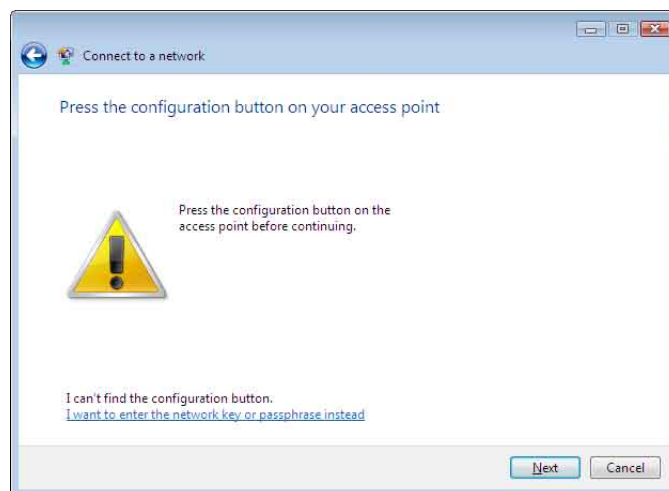 Connect to a network
Press the configuration button on your access point
Press the configuration button on the
access point before continuing.
I can't find the configuration button.
I want to enter the network key or passphrase instead
Next
Cancel